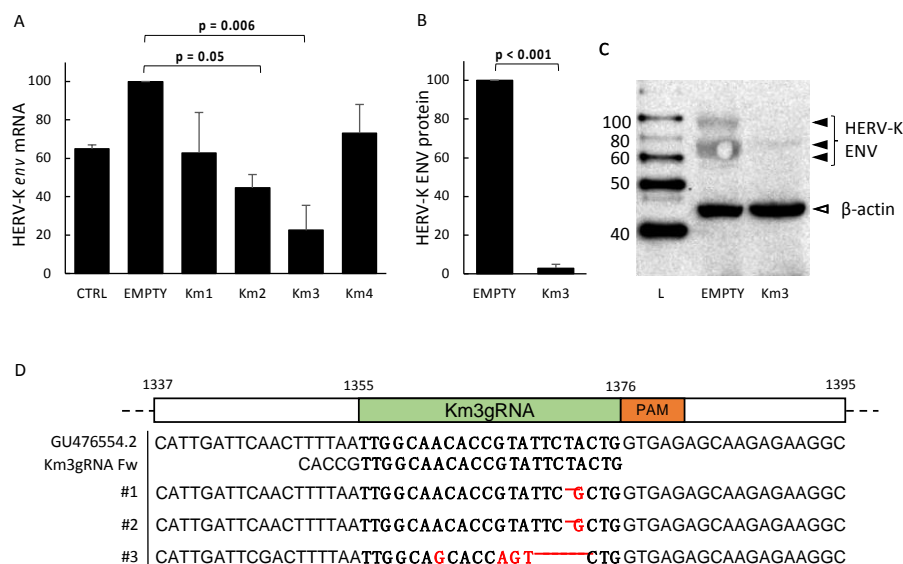 A
p = 0.006
p = 0.05
HERV-K env mRNA
100
80
60
40
20
0
CTRL EMPTY Km1 Km2 Km3 Km4
B
p < 0.001
HERV-K ENV protein
100
80
60
40
20
0
EMPTY Km3
C
100
80
60
50
40
HERV-K
ENV
β-actin
L EMPTY Km3
D
1337 1355 1376 1395
Km3gRNA PAM
GU476554.2 CATTGATTCAACTTTTAATTGGCAACACCGTATTCTACTGGTGAGAGCAAGAGAAGGC
Km3gRNA Fw CACCGTTGGCAACACCGTATTCTACTG
#1 CATTGATTCAACTTTTAATTGGCAACACCGTATTC-GCTGGTGAGAGCAAGAGAAGGC
#2 CATTGATTCAACTTTTAATTGGCAACACCGTATTC-GCTGGTGAGAGCAAGAGAAGGC
#3 CATTGATTCGACTTTTAATTGGCAGCACCAGT-----CTGGTGAGAGCAAGAGAAGGC